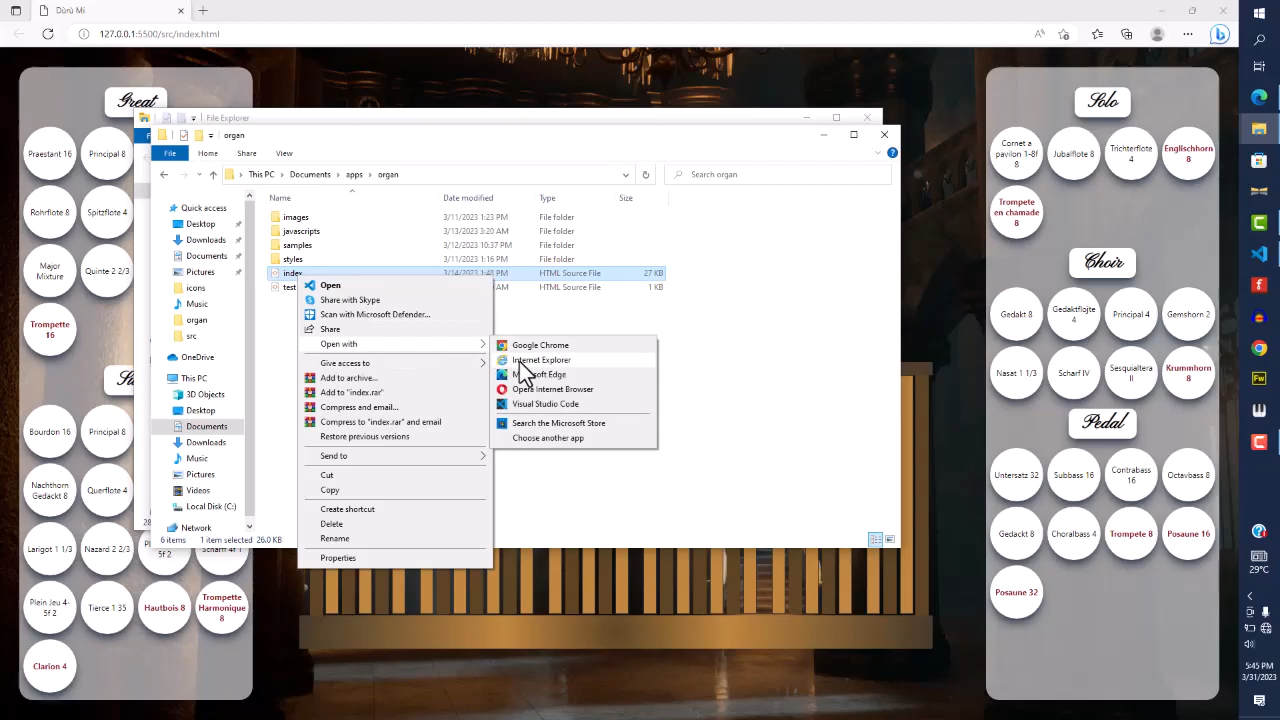 Dùrù Mi
127.0.0.1:5500/src/index.html
Great
Praestant 16
Principal 8
Rohrflote 8
Spitzflote 4
Major Mixture
Quinte 2 2/3
Trompette 16
Bourdon 16
Principal 8
Nachthorn Gedackt 8
Querflote 4
Larigot 1 1/3
Nazard 2 2/3
Plein Jeu 4-5f 2
Tierce 1 35
Hautbois 8
Trompette Harmonique 8
Clarion 4
File Explorer
organ
File
Home
Share
View
This PC
Documents
apps
organ
Search organ
Name
Date modified
Type
Size
Quick access
Desktop
Downloads
Documents
Pictures
icons
Music
organ
src
OneDrive
This PC
3D Objects
Desktop
Documents
Downloads
Music
Pictures
Videos
Local Disk (C:)
Network
images 3/11/2023 1:23 PM File folder
javascripts 3/13/2023 3:20 AM File folder
samples 3/12/2023 10:37 PM File folder
styles 3/11/2023 1:16 PM File folder
index 3/14/2023 1:48 PM HTML Source File 27 KB
test HTML Source File 1 KB
6 items
1 item selected 26.0 KB
Open
Share with Skype
Scan with Microsoft Defender...
Share
Open with
Give access to
Add to archive...
Add to "index.rar"
Compress and email...
Compress to "index.rar" and email
Restore previous versions
Send to
Cut
Copy
Create shortcut
Delete
Rename
Properties
Google Chrome
Internet Explorer
Microsoft Edge
Opera Internet Browser
Visual Studio Code
Search the Microsoft Store
Choose another app
Solo
Cornet a pavilon 1-8f 8
Jubalflote 8
Trichterflote 4
Englischhorn 8
Trompete en chamade 8
Choir
Gedakt 8
Gedaktflojte 4
Principal 4
Gemshorn 2
Nasat 1 1/3
Scharf IV
Sesquialtera II
Krummhorn 8
Pedal
Untersatz 32
Subbass 16
Contrabass 16
Octavbass 8
Gedackt 8
Choralbass 4
Trompete 8
Posaune 16
Posaune 32
29°C
5:45 PM
3/31/2023